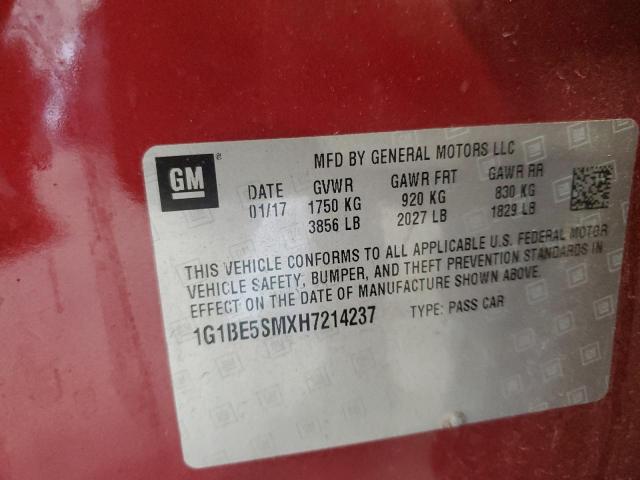 GM ®
MFD BY GENERAL MOTORS LLC
DATE GVWR GAWR FRT GAWR RR
01/17 1750 KG 920 KG 830 KG
3856 LB 2027 LB 1829 LB
THIS VEHICLE CONFORMS TO ALL APPLICABLE U.S. FEDERAL MOTOR
VEHICLE SAFETY, BUMPER, AND THEFT PREVENTION STANDARDS IN
EFFECT ON THE DATE OF MANUFACTURE SHOWN ABOVE.
1G1BE5SMXH7214237 TYPE: PASS CAR